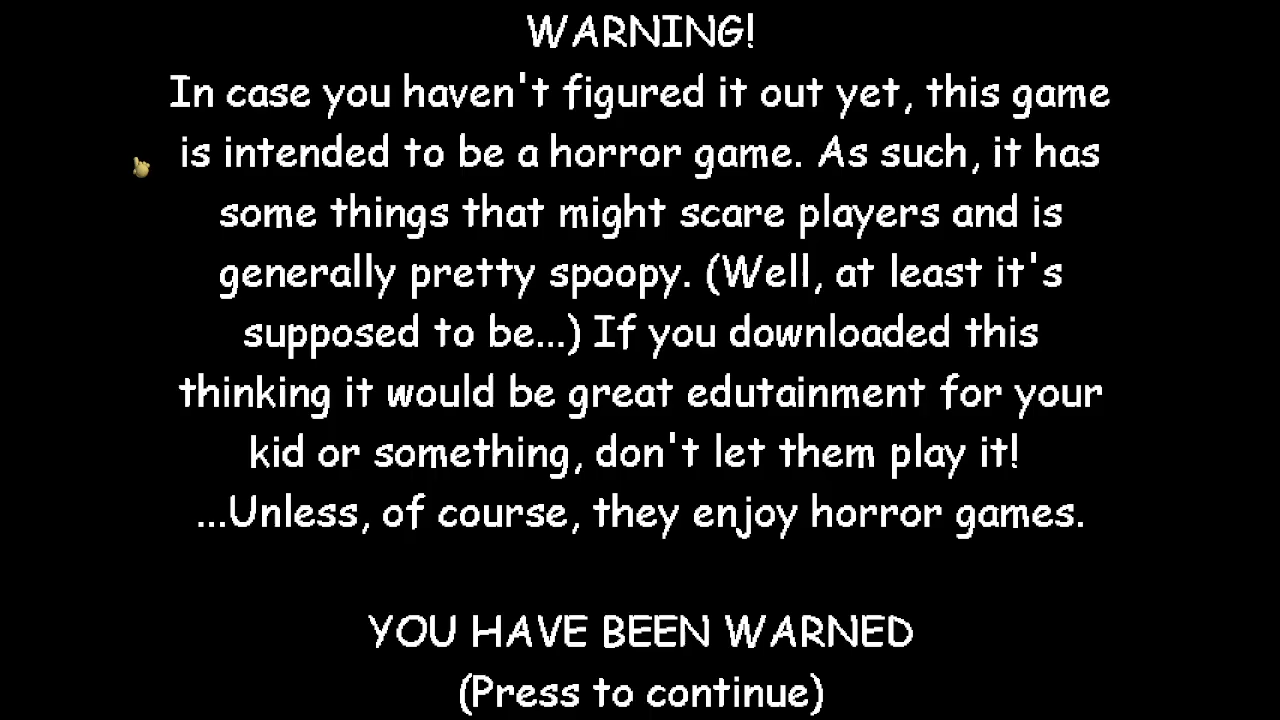 WARNING!
In case you haven't figured it out yet, this game
is intended to be a horror game. As such, it has
some things that might scare players and is
generally pretty spoopy. (Well, at least it's
supposed to be...) If you downloaded this
thinking it would be great edutainment for your
kid or something, don't let them play it!
...Unless, of course, they enjoy horror games.
YOU HAVE BEEN WARNED
(Press to continue)